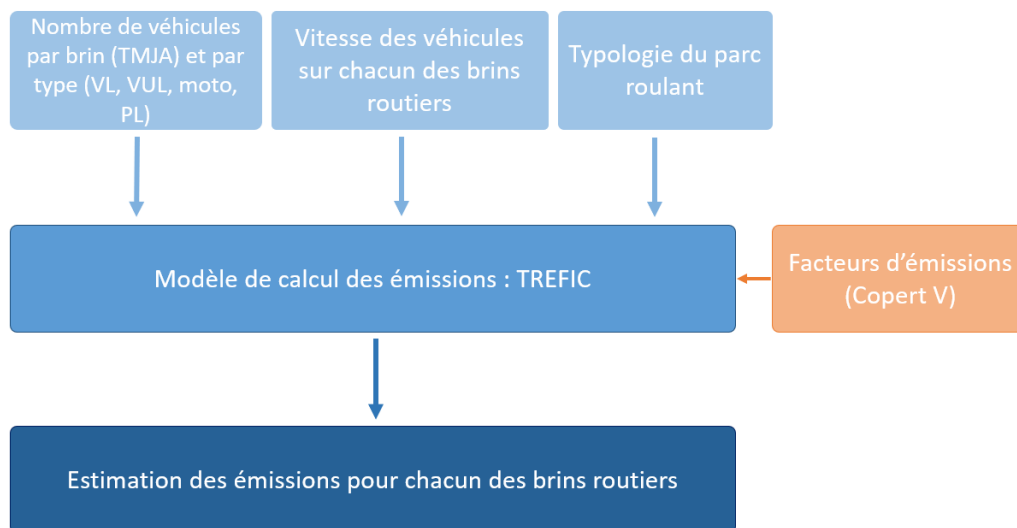 Nombre de véhicules
par brin (TMJA) et par
type (VL, VUL, moto,
PL)
Vitesse des véhicules
sur chacun des brins
routiers
Typologie du parc
roulant
Modèle de calcul des émissions : TREFIC
Facteurs d'émissions
(Copert V)
Estimation des émissions pour chacun des brins routiers